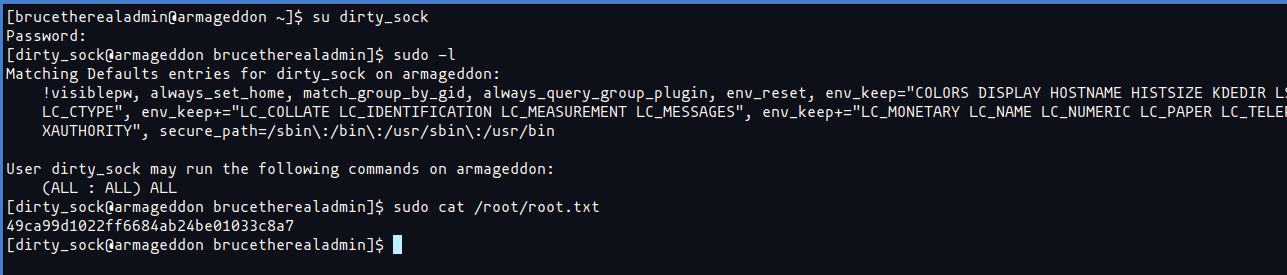 [brucetherealadmin@armageddon ~]$ su dirty_sock
Password:
[dirty_sock@armageddon brucetherealadmin]$ sudo -l
Matching Defaults entries for dirty_sock on armageddon:
    !visiblepw, always_set_home, match_group_by_gid, always_query_group_plugin, env_reset, env_keep="COLORS DISPLAY HOSTNAME HISTSIZE KDEDIR LS
    LC_CTYPE", env_keep+="LC_COLLATE LC_IDENTIFICATION LC_MEASUREMENT LC_MESSAGES", env_keep+="LC_MONETARY LC_NAME LC_NUMERIC LC_PAPER LC_TELEP
    XAUTHORITY", secure_path=/sbin\:/bin\:/usr/sbin\:/usr/bin

User dirty_sock may run the following commands on armageddon:
    (ALL : ALL) ALL
[dirty_sock@armageddon brucetherealadmin]$ sudo cat /root/root.txt
49ca99d1022ff6684ab24be01033c8a7
[dirty_sock@armageddon brucetherealadmin]$